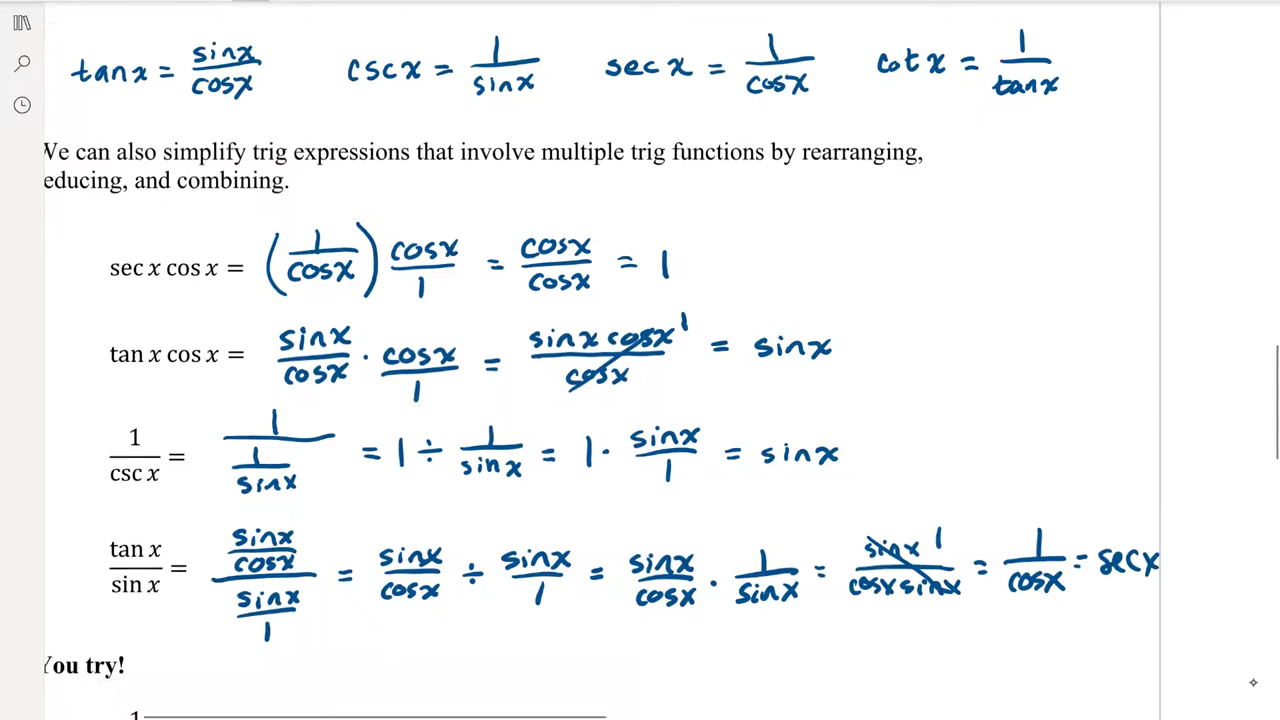 tanx = sinx/cosx    cscx = 1/sinx    secx = 1/cosx    cotx = 1/tanx
We can also simplify trig expressions that involve multiple trig functions by rearranging,
educing, and combining.
sec x cos x = (1/cosx) cosx/1 = cosx/cosx = 1
tan x cos x = sinx/cosx · cosx/1 = sinx cosx 1/cosx = sinx
1/csc x = 1/(1/sinx) = 1 ÷ 1/sinx = 1 · sinx/1 = sinx
tan x/sin x = (sinx/cosx)/(sinx/1) = sinx/cosx ÷ sinx/1 = sinx/cosx · 1/sinx = sinx 1/cosx sinx = 1/cosx = secx
You try!
1